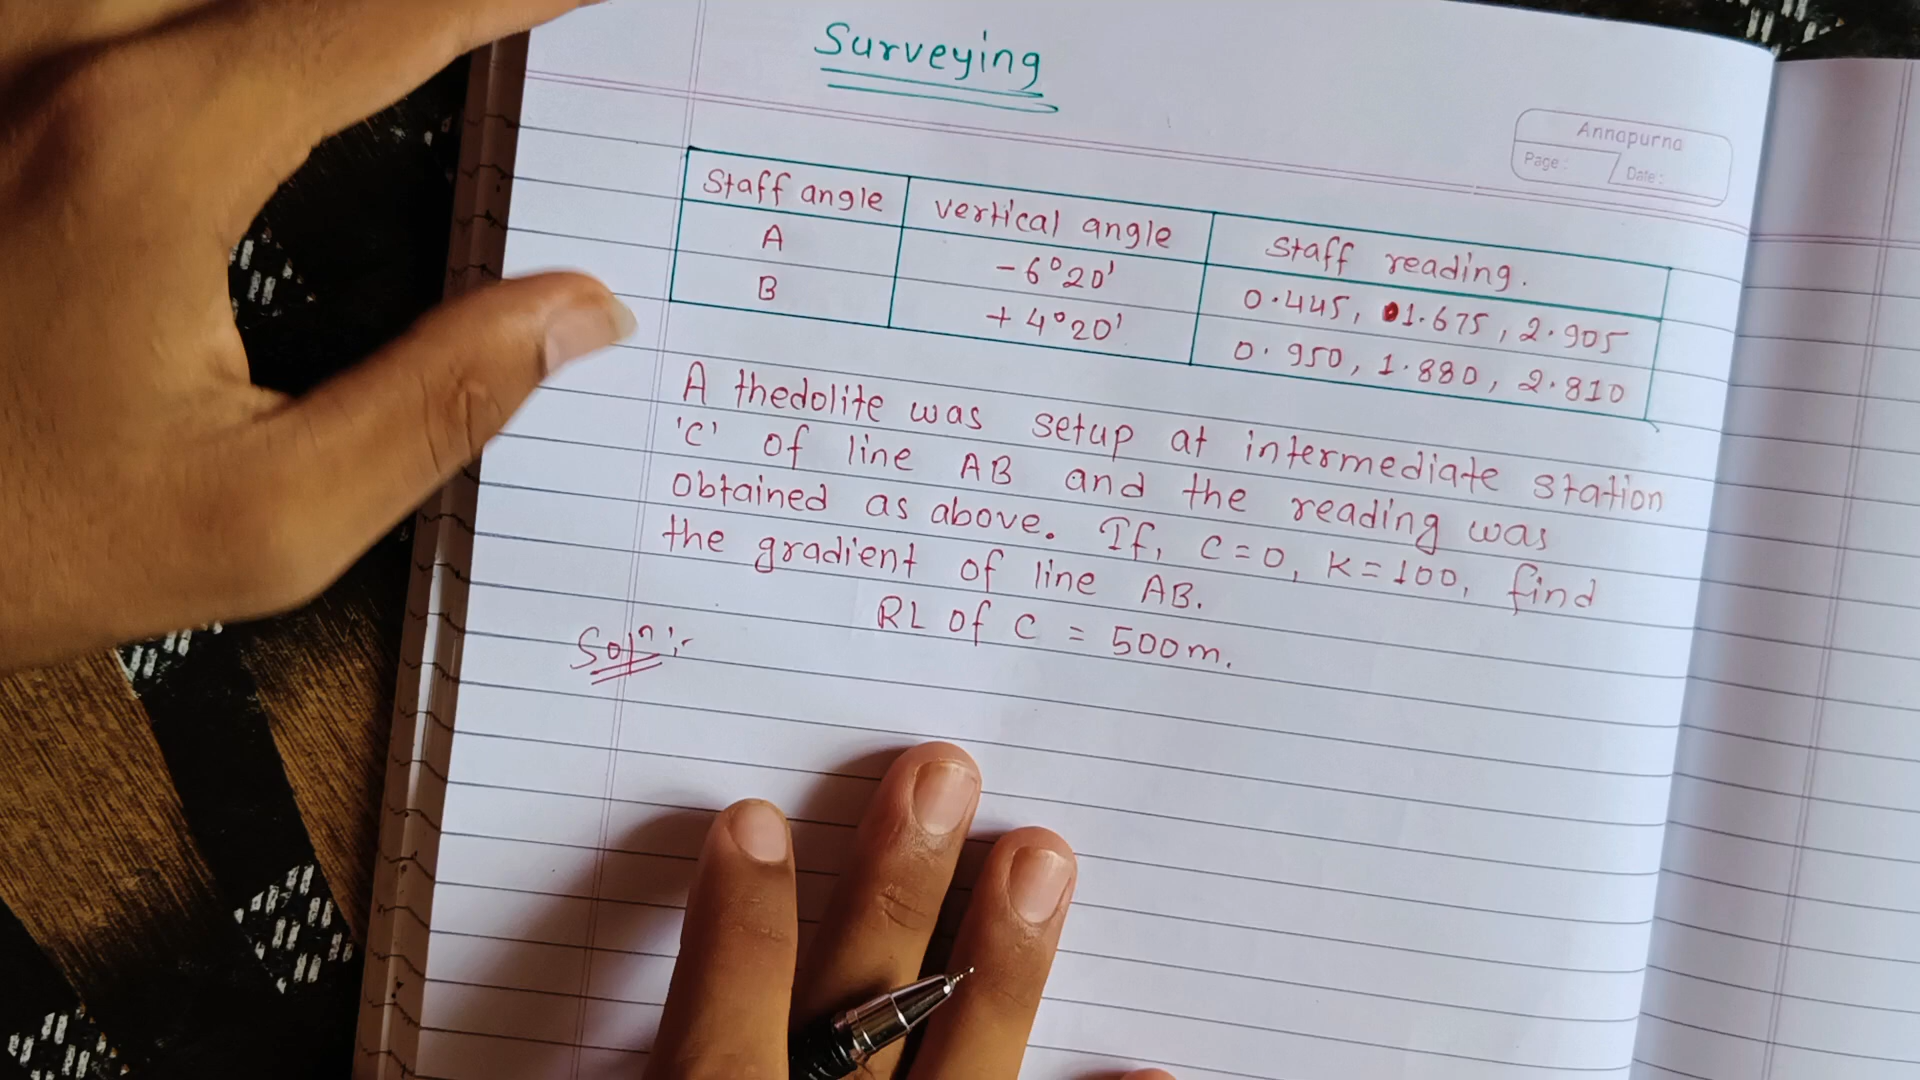 Surveying
Annapurna
Page:
Date:
Staff angle vertical angle staff reading.
A -6°20' 0.445, 1.675, 2.905
B +4°20' 0.950, 1.880, 2.810
A thedolite was setup at intermediate station
'C' of line AB and the reading was
obtained as above. If, C=0, K=100, find
the gradient of line AB.
RL of C = 500m.
Solⁿ:-